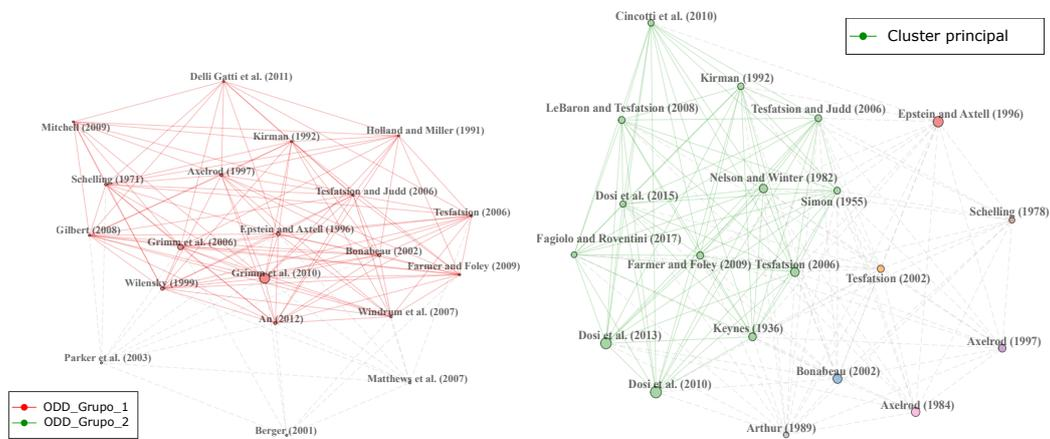 Delli Gatti et al. (2011)
Mitchell (2009)
Kirman (1992)
Holland and Miller (1991)
Schelling (1971)
Axelrod (1997)
Tesfatsion and Judd (2006)
Tesfatsion (2006)
Gilbert (2008)
Grimm et al. (2006)
Epstein and Axtell (1996)
Bonabeau (2002)
Farmer and Foley (2009)
Grimm et al. (2010)
Wilensky (1999)
An (2012)
Windrum et al. (2007)
Parker et al. (2003)
Matthews et al. (2007)
Berger (2001)
ODD_Grupo_1
ODD_Grupo_2
Cincotti et al. (2010)
Cluster principal
Kirman (1992)
LeBaron and Tesfatsion (2008)
Tesfatsion and Judd (2006)
Epstein and Axtell (1996)
Nelson and Winter (1982)
Dosi et al. (2015)
Simon (1955)
Schelling (1978)
Fagiolo and Roventini (2017)
Farmer and Foley (2009)
Tesfatsion (2006)
Tesfatsion (2002)
Dosi et al. (2013)
Keynes (1936)
Axelrod (1997)
Bonabeau (2002)
Dosi et al. (2010)
Axelrod (1984)
Arthur (1989)